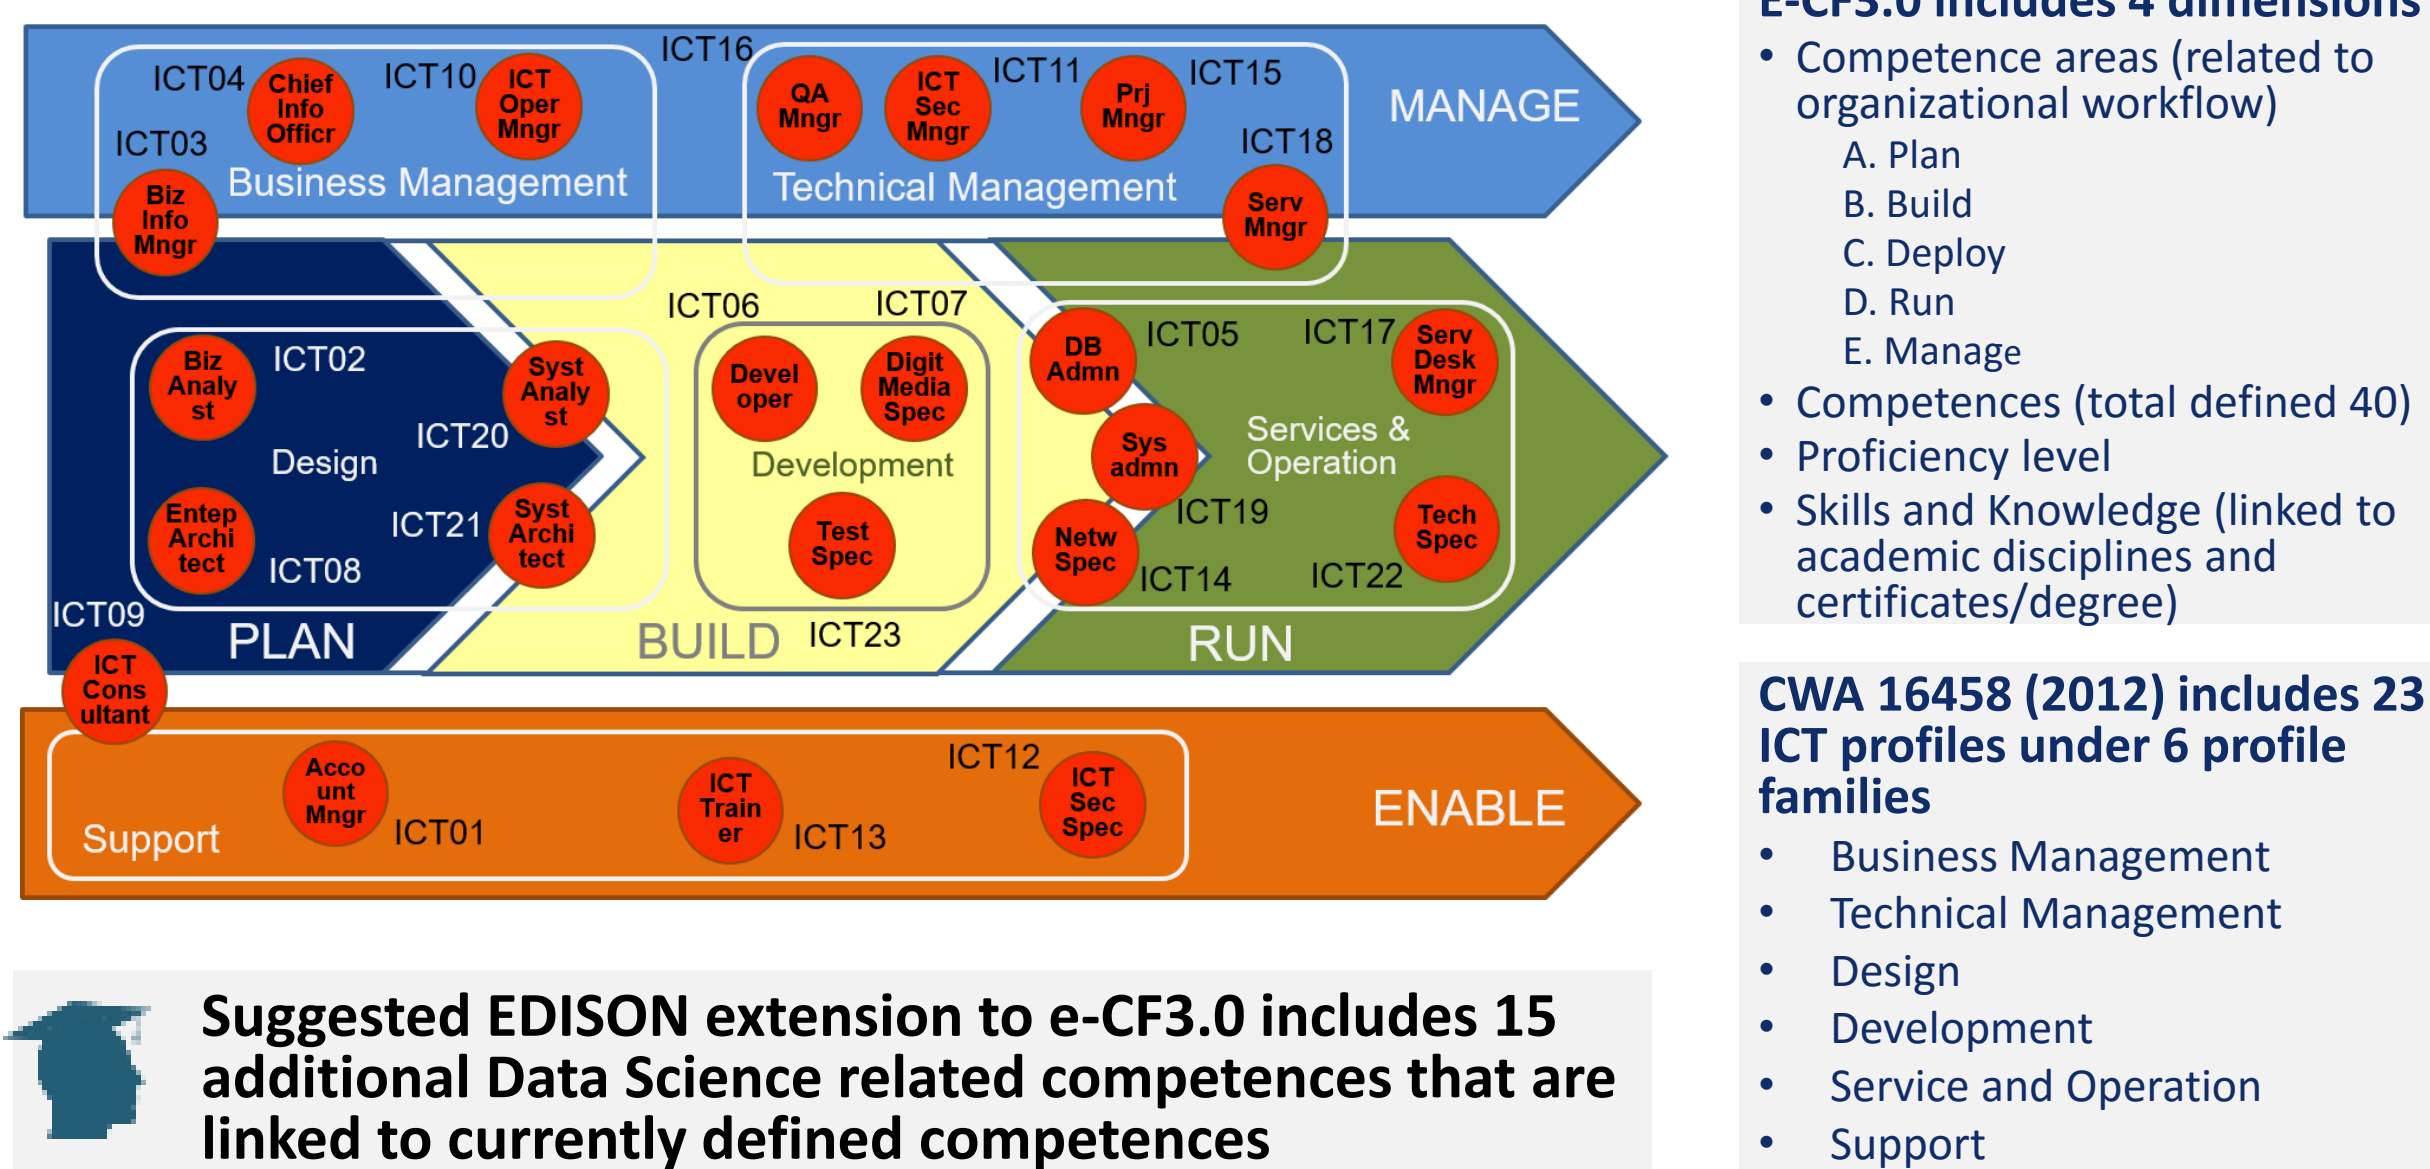 ICT16
ICT04
Chief
Info
Officr
ICT10
ICT
Oper
Mngr
QA
Mngr
ICT
Sec
Mngr
ICT11
Prj
Mngr
ICT15
MANAGE
ICT03
ICT18
Biz
Info
Mngr
Business Management
Technical Management
Serv
Mngr
ICT06
ICT07
Biz
Analy
st
ICT02
Syst
Analy
st
ICT20
Devel
oper
Digit
Media
Spec
DB
Admn
ICT05
ICT17
Serv
Desk
Mngr
Design
Development
Sys
admn
Services &
Operation
Entep
Archi
tect
ICT08
ICT21
Syst
Archi
tect
Test
Spec
ICT19
Netw
Spec
ICT14
ICT22
Tech
Spec
ICT09
PLAN
BUILD
ICT23
RUN
ICT
Cons
ultant
Acco
unt
Mngr
ICT01
ICT
Train
er
ICT13
ICT12
ICT
Sec
Spec
Support
ENABLE
E-CF3.0 includes 4 dimensions
• Competence areas (related to
organizational workflow)
A. Plan
B. Build
C. Deploy
D. Run
E. Manage
• Competences (total defined 40)
• Proficiency level
• Skills and Knowledge (linked to
academic disciplines and
certificates/degree)
CWA 16458 (2012) includes 23
ICT profiles under 6 profile
families
• Business Management
• Technical Management
• Design
• Development
• Service and Operation
• Support
Suggested EDISON extension to e-CF3.0 includes 15
additional Data Science related competences that are
linked to currently defined competences